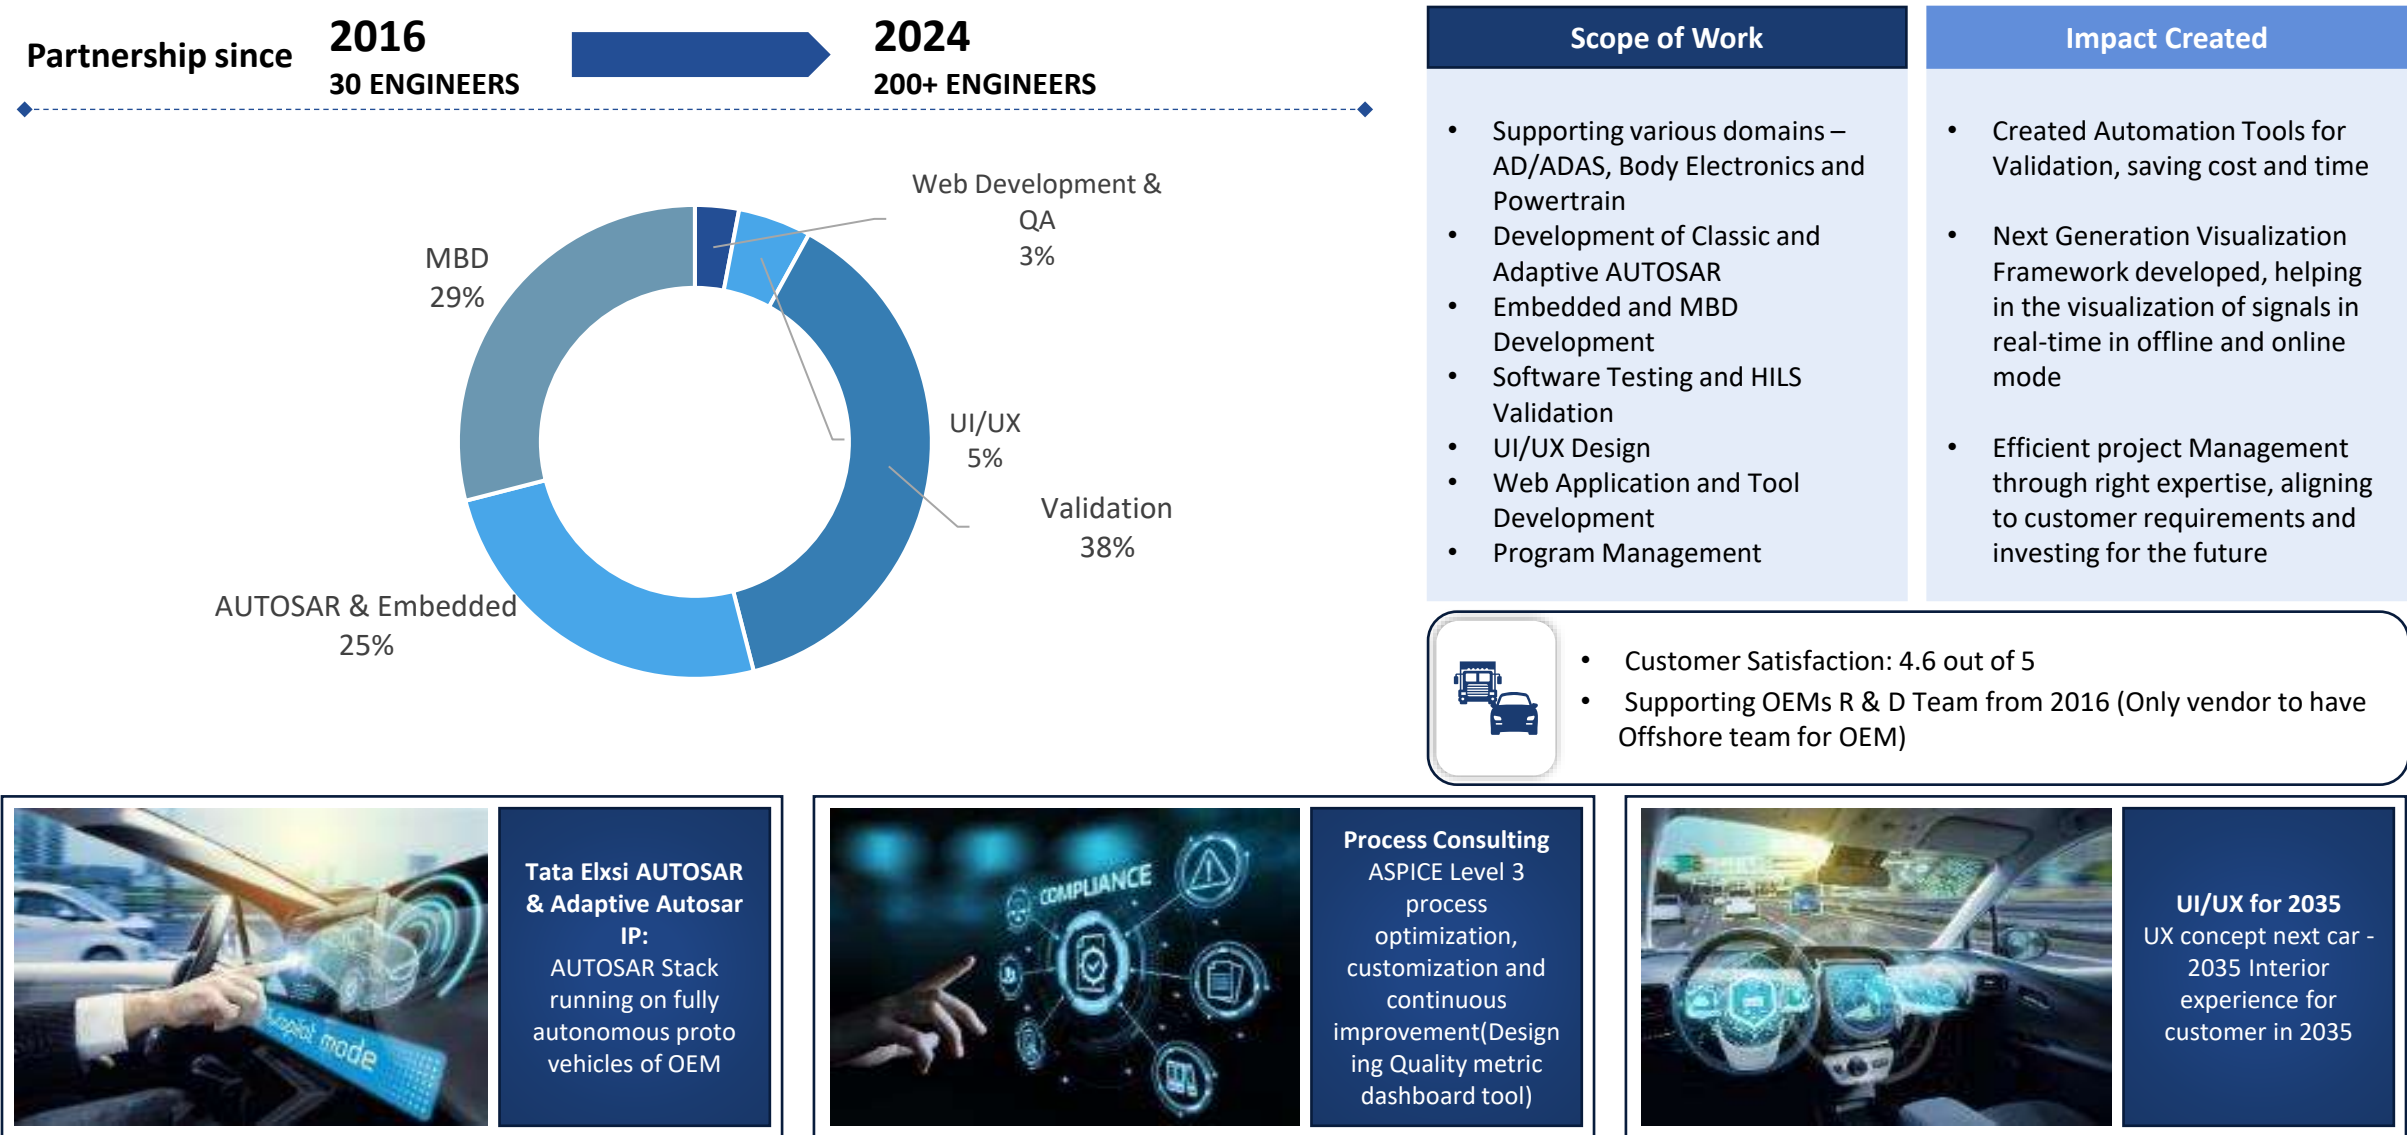 Partnership since
2016
30 ENGINEERS
2024
200+ ENGINEERS
Web Development &
QA
3%
MBD
29%
UI/UX
5%
Validation
38%
AUTOSAR & Embedded
25%
Scope of Work
• Supporting various domains –
AD/ADAS, Body Electronics and
Powertrain
• Development of Classic and
Adaptive AUTOSAR
• Embedded and MBD
Development
• Software Testing and HILS
Validation
• UI/UX Design
• Web Application and Tool
Development
• Program Management
Impact Created
• Created Automation Tools for
Validation, saving cost and time
• Next Generation Visualization
Framework developed, helping
in the visualization of signals in
real-time in offline and online
mode
• Efficient project Management
through right expertise, aligning
to customer requirements and
investing for the future
• Customer Satisfaction: 4.6 out of 5
• Supporting OEMs R & D Team from 2016 (Only vendor to have
Offshore team for OEM)
mode
Tata Elxsi AUTOSAR
& Adaptive Autosar
IP:
AUTOSAR Stack
running on fully
autonomous proto
vehicles of OEM
COMPLIANCE
Process Consulting
ASPICE Level 3
process
optimization,
customization and
continuous
improvement(Design
ing Quality metric
dashboard tool)
UI/UX for 2035
UX concept next car -
2035 Interior
experience for
customer in 2035